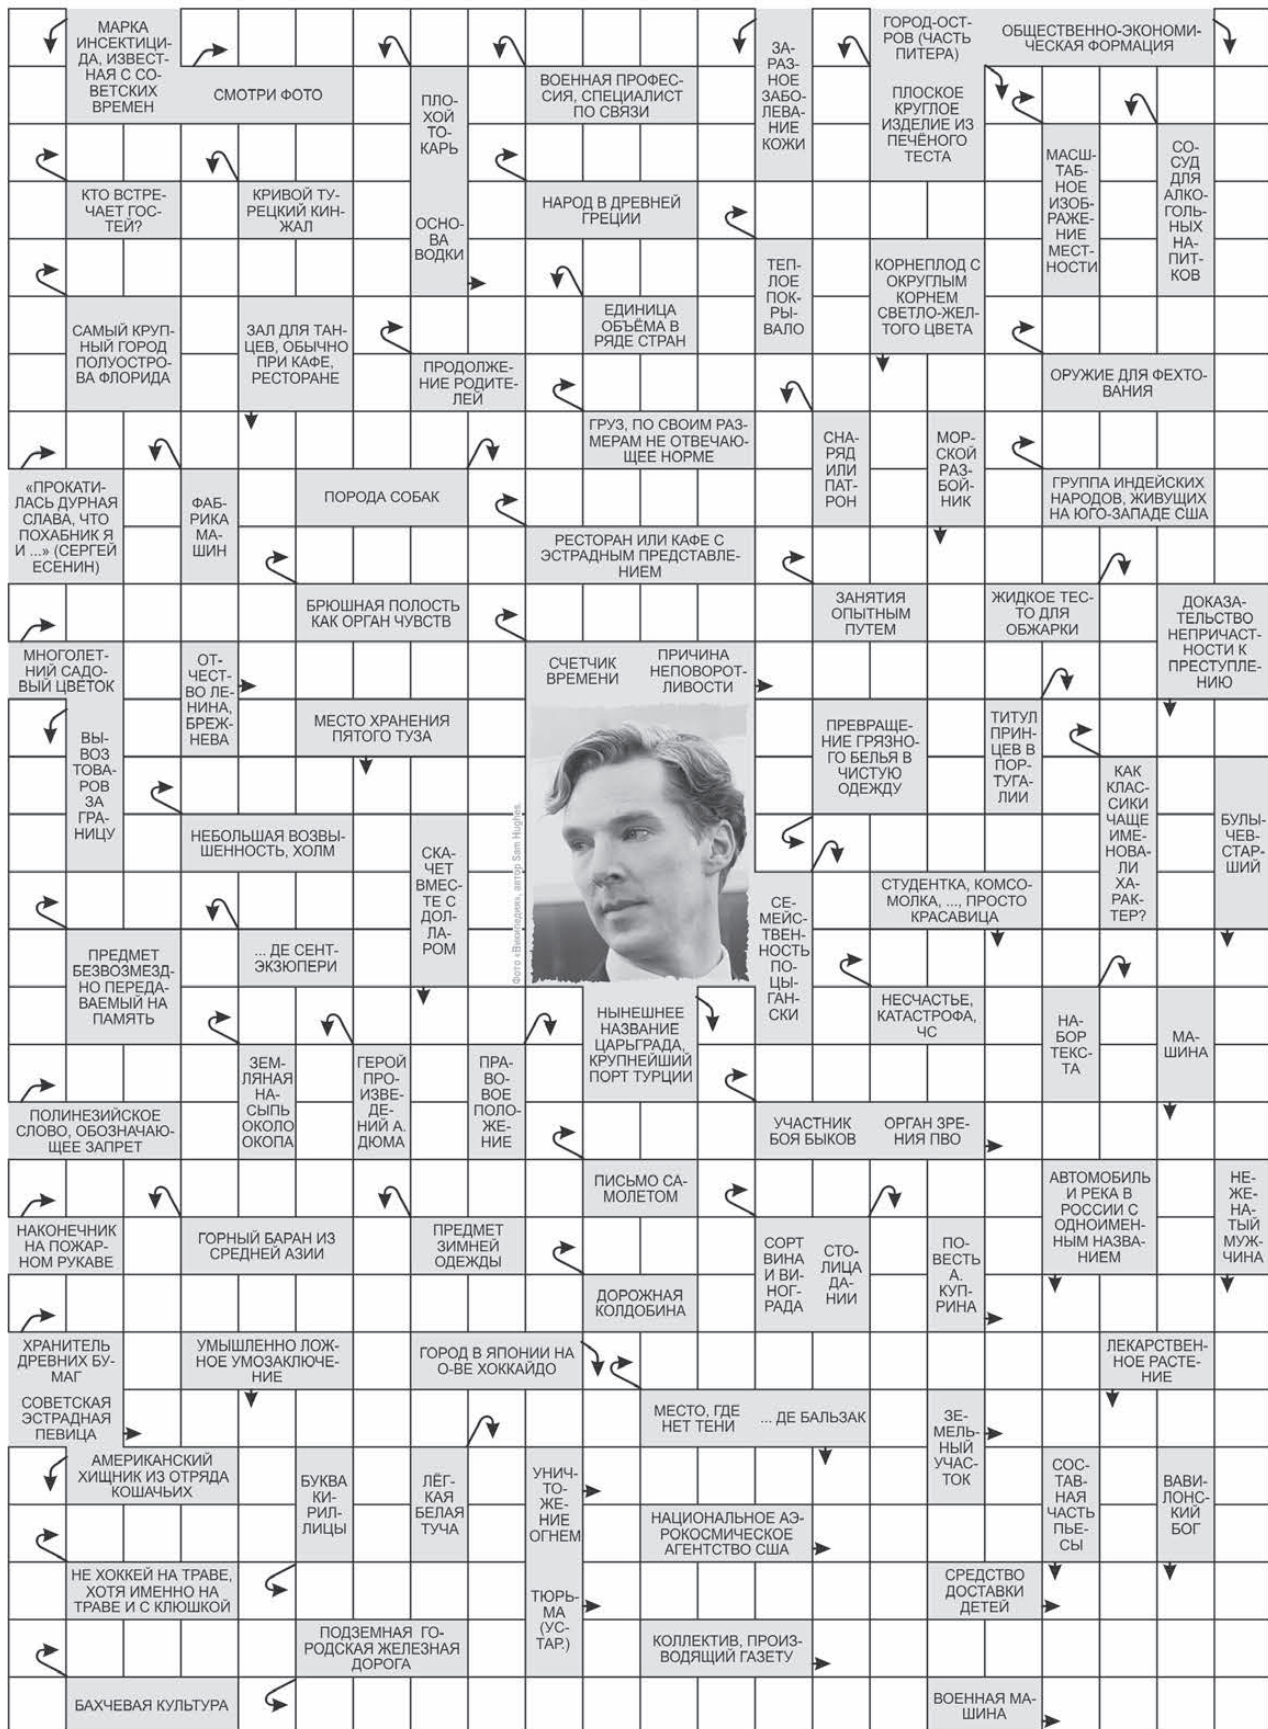 МАРКА
ИНСЕКТИЦИ-
ДА, ИЗВЕСТ-
НАЯ С СО-
ВЕТСКИХ
ВРЕМЕН
СМОТРИ ФОТО
ПЛО-
ХОЙ
ТО-
КАРЬ
ВОЕННАЯ ПРОФЕС-
СИЯ, СПЕЦИАЛИСТ
ПО СВЯЗИ
ЗА-
РАЗ-
НОЕ
ЗАБО-
ЛЕВА-
НИЕ
КОЖИ
ГОРОД-ОСТ-
РОВ (ЧАСТЬ
ПИТЕРА)
ОБЩЕСТВЕННО-ЭКОНОМИ-
ЧЕСКАЯ ФОРМАЦИЯ
ПЛОСКОЕ
КРУГЛОЕ
ИЗДЕЛИЕ ИЗ
ПЕЧЁНОГО
ТЕСТА
МАСШ-
ТАБ-
НОЕ
ИЗОБ-
РАЖЕ-
НИЕ
МЕСТ-
НОСТИ
СО-
СУД
ДЛЯ
АЛКО-
ГОЛЬ-
НЫХ
НА-
ПИТ-
КОВ
КТО ВСТРЕ-
ЧАЕТ ГОС-
ТЕЙ?
КРИВОЙ ТУ-
РЕЦКИЙ КИН-
ЖАЛ
ОСНО-
ВА
ВОДКИ
НАРОД В ДРЕВНЕЙ
ГРЕЦИИ
ТЕП-
ЛОЕ
ПОК-
РЫ-
ВАЛО
КОРНЕПЛОД С
ОКРУГЛЫМ
КОРНЕМ
СВЕТЛО-ЖЕЛ-
ТОГО ЦВЕТА
САМЫЙ КРУП-
НЫЙ ГОРОД
ПОЛУОСТРО-
ВА ФЛОРИДА
ЗАЛ ДЛЯ ТАН-
ЦЕВ, ОБЫЧНО
ПРИ КАФЕ,
РЕСТОРАНЕ
ЕДИНИЦА
ОБЪЁМА В
РЯДЕ СТРАН
ПРОДОЛЖЕ-
НИЕ РОДИТЕ-
ЛЕЙ
ОРУЖИЕ ДЛЯ ФЕХТО-
ВАНИЯ
ГРУЗ, ПО СВОИМ РАЗ-
МЕРАМ НЕ ОТВЕЧАЮ-
ЩЕЕ НОРМЕ
СНА-
РЯД
ИЛИ
ПАТ-
РОН
МОР-
СКОЙ
РАЗ-
БОЙ-
НИК
«ПРОКАТИ-
ЛАСЬ ДУРНАЯ
СЛАВА, ЧТО
ПОХАБНИК Я
И ...» (СЕРГЕЙ
ЕСЕНИН)
ФАБ-
РИКА
МА-
ШИН
ПОРОДА СОБАК
ГРУППА ИНДЕЙСКИХ
НАРОДОВ, ЖИВУЩИХ
НА ЮГО-ЗАПАДЕ США
РЕСТОРАН ИЛИ КАФЕ С
ЭСТРАДНЫМ ПРЕДСТАВЛЕ-
НИЕМ
БРЮШНАЯ ПОЛОСТЬ
КАК ОРГАН ЧУВСТВ
ЗАНЯТИЯ
ОПЫТНЫМ
ПУТЕМ
ЖИДКОЕ ТЕС-
ТО ДЛЯ
ОБЖАРКИ
ДОКАЗА-
ТЕЛЬСТВО
НЕПРИЧАСТ-
НОСТИ К
ПРЕСТУПЛЕ-
НИЮ
МНОГОЛЕТ-
НИЙ САДО-
ВЫЙ ЦВЕТОК
ОТ-
ЧЕСТ-
ВО ЛЕ-
НИНА,
БРЕЖ-
НЕВА
СЧЕТЧИК
ВРЕМЕНИ
ПРИЧИНА
НЕПОВОРОТ-
ЛИВОСТИ
ВЫ-
ВОЗ
ТОВА-
РОВ
ЗА
ГРА-
НИЦУ
МЕСТО ХРАНЕНИЯ
ПЯТОГО ТУЗА
ПРЕВРАЩЕ-
НИЕ ГРЯЗНО-
ГО БЕЛЬЯ В
ЧИСТУЮ
ОДЕЖДУ
ТИТУЛ
ПРИН-
ЦЕВ В
ПОР-
ТУГА-
ЛИИ
КАК
КЛАС-
СИКИ
ЧАЩЕ
ИМЕ-
НОВА-
ЛИ
ХА-
РАК-
ТЕР?
БУЛЫ-
ЧЕВ-
СТАР-
ШИЙ
НЕБОЛЬШАЯ ВОЗВЫ-
ШЕННОСТЬ, ХОЛМ
СКА-
ЧЕТ
ВМЕС-
ТЕ С
ДОЛ-
ЛА-
РОМ
Фото «Википедии», автор Sam Hughes.
СЕ-
МЕЙС-
ТВЕН-
НОСТЬ
ПО-
ЦЫ-
ГАН-
СКИ
СТУДЕНТКА, КОМСО-
МОЛКА, ..., ПРОСТО
КРАСАВИЦА
ПРЕДМЕТ
БЕЗВОЗМЕЗД-
НО ПЕРЕДА-
ВАЕМЫЙ НА
ПАМЯТЬ
... ДЕ СЕНТ-
ЭКЗЮПЕРИ
НЫНЕШНЕЕ
НАЗВАНИЕ
ЦАРЬГРАДА,
КРУПНЕЙШИЙ
ПОРТ ТУРЦИИ
НЕСЧАСТЬЕ,
КАТАСТРОФА,
ЧС
НА-
БОР
ТЕКС-
ТА
МА-
ШИНА
ЗЕМ-
ЛЯНАЯ
НА-
СЫПЬ
ОКОЛО
ОКОПА
ГЕРОЙ
ПРО-
ИЗВЕ-
ДЕ-
НИЙ А.
ДЮМА
ПРА-
ВО-
ВОЕ
ПОЛО-
ЖЕ-
НИЕ
ПОЛИНЕЗИЙСКОЕ
СЛОВО, ОБОЗНАЧАЮ-
ЩЕЕ ЗАПРЕТ
УЧАСТНИК
БОЯ БЫКОВ
ОРГАН ЗРЕ-
НИЯ ПВО
ПИСЬМО СА-
МОЛЕТОМ
АВТОМОБИЛЬ
И РЕКА В
РОССИИ С
ОДНОИМЕН-
НЫМ НАЗВА-
НИЕМ
НЕ-
ЖЕ-
НА-
ТЫЙ
МУЖ-
ЧИНА
НАКОНЕЧНИК
НА ПОЖАР-
НОМ РУКАВЕ
ГОРНЫЙ БАРАН ИЗ
СРЕДНЕЙ АЗИИ
ПРЕДМЕТ
ЗИМНЕЙ
ОДЕЖДЫ
СОРТ
ВИНА
И ВИ-
НОГ-
РАДА
СТО-
ЛИЦА
ДА-
НИИ
ПО-
ВЕСТЬ
А.
КУП-
РИНА
ДОРОЖНАЯ
КОЛДОБИНА
ХРАНИТЕЛЬ
ДРЕВНИХ БУ-
МАГ
УМЫШЛЕННО ЛОЖ-
НОЕ УМОЗАКЛЮЧЕ-
НИЕ
ГОРОД В ЯПОНИИ НА
О-ВЕ ХОККАЙДО
ЛЕКАРСТВЕН-
НОЕ РАСТЕ-
НИЕ
СОВЕТСКАЯ
ЭСТРАДНАЯ
ПЕВИЦА
МЕСТО, ГДЕ
НЕТ ТЕНИ
... ДЕ БАЛЬЗАК
ЗЕ-
МЕЛЬ-
НЫЙ
УЧАС-
ТОК
АМЕРИКАНСКИЙ
ХИЩНИК ИЗ ОТРЯДА
КОШАЧЬИХ
БУКВА
КИ-
РИЛ-
ЛИЦЫ
ЛЁГ-
КАЯ
БЕЛАЯ
ТУЧА
УНИЧ-
ТО-
ЖЕ-
НИЕ
ОГНЕМ
СОС-
ТАВ-
НАЯ
ЧАСТЬ
ПЬЕ-
СЫ
ВАВИ-
ЛОНС-
КИЙ
БОГ
НАЦИОНАЛЬНОЕ АЭ-
РОКОСМИЧЕСКОЕ
АГЕНТСТВО США
НЕ ХОККЕЙ НА ТРАВЕ,
ХОТЯ ИМЕННО НА
ТРАВЕ И С КЛЮШКОЙ
ТЮРЬ-
МА
(УС-
ТАР.)
СРЕДСТВО
ДОСТАВКИ
ДЕТЕЙ
ПОДЗЕМНАЯ ГО-
РОДСКАЯ ЖЕЛЕЗНАЯ
ДОРОГА
КОЛЛЕКТИВ, ПРОИЗ-
ВОДЯЩИЙ ГАЗЕТУ
БАХЧЕВАЯ КУЛЬТУРА
ВОЕННАЯ МА-
ШИНА